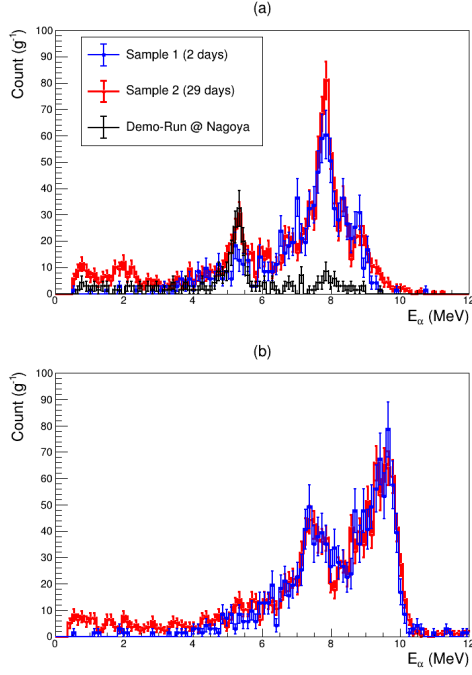 (a)
Count (g⁻¹)
100
90
80
70
60
50
40
30
20
10
0
Sample 1 (2 days)
Sample 2 (29 days)
Demo-Run @ Nagoya
0 2 4 6 8 10 12
Eα (MeV)
(b)
Count (g⁻¹)
100
90
80
70
60
50
40
30
20
10
0
0 2 4 6 8 10 12
Eα (MeV)